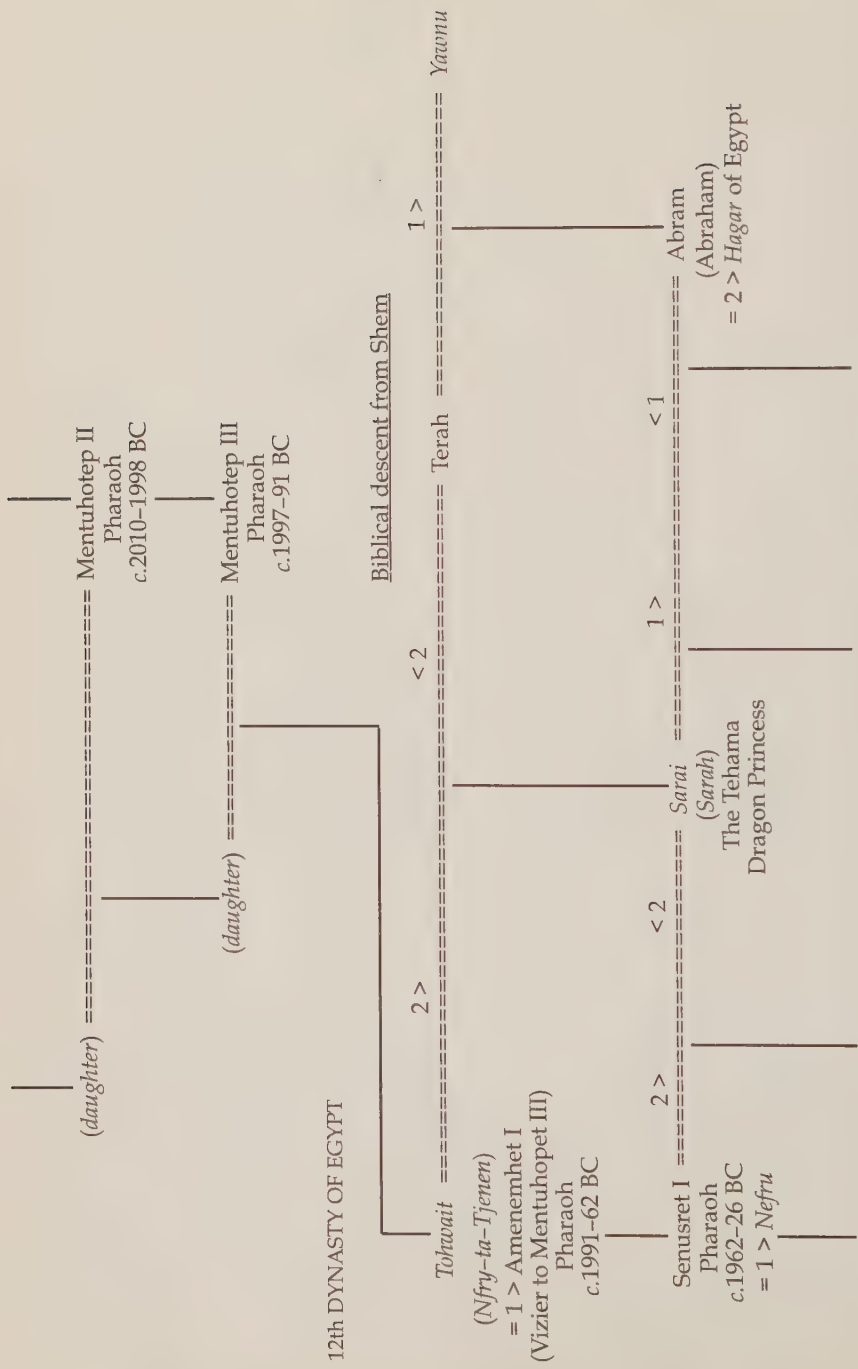 (daughter) ================================= Mentuhotep II
Pharaoh
c.2010–1998 BC
(daughter) ==================== Mentuhotep III
Pharaoh
c.1997–91 BC
12th DYNASTY OF EGYPT
Biblical descent from Shem
2 > < 2 1 >
Tohwait ================================= Terah ======================== Yawnu
(Nfry-ta-Tjenen)
= 1 > Amenemhet I
(Vizier to Mentuhopet III)
Pharaoh
c.1991–62 BC
2 > < 2 1 > < 1
Senusret I ======================== Sarai ================================= Abram
Pharaoh (Sarah) (Abraham)
c.1962–26 BC The Tehama = 2 > Hagar of Egypt
= 1 > Nefru Dragon Princess